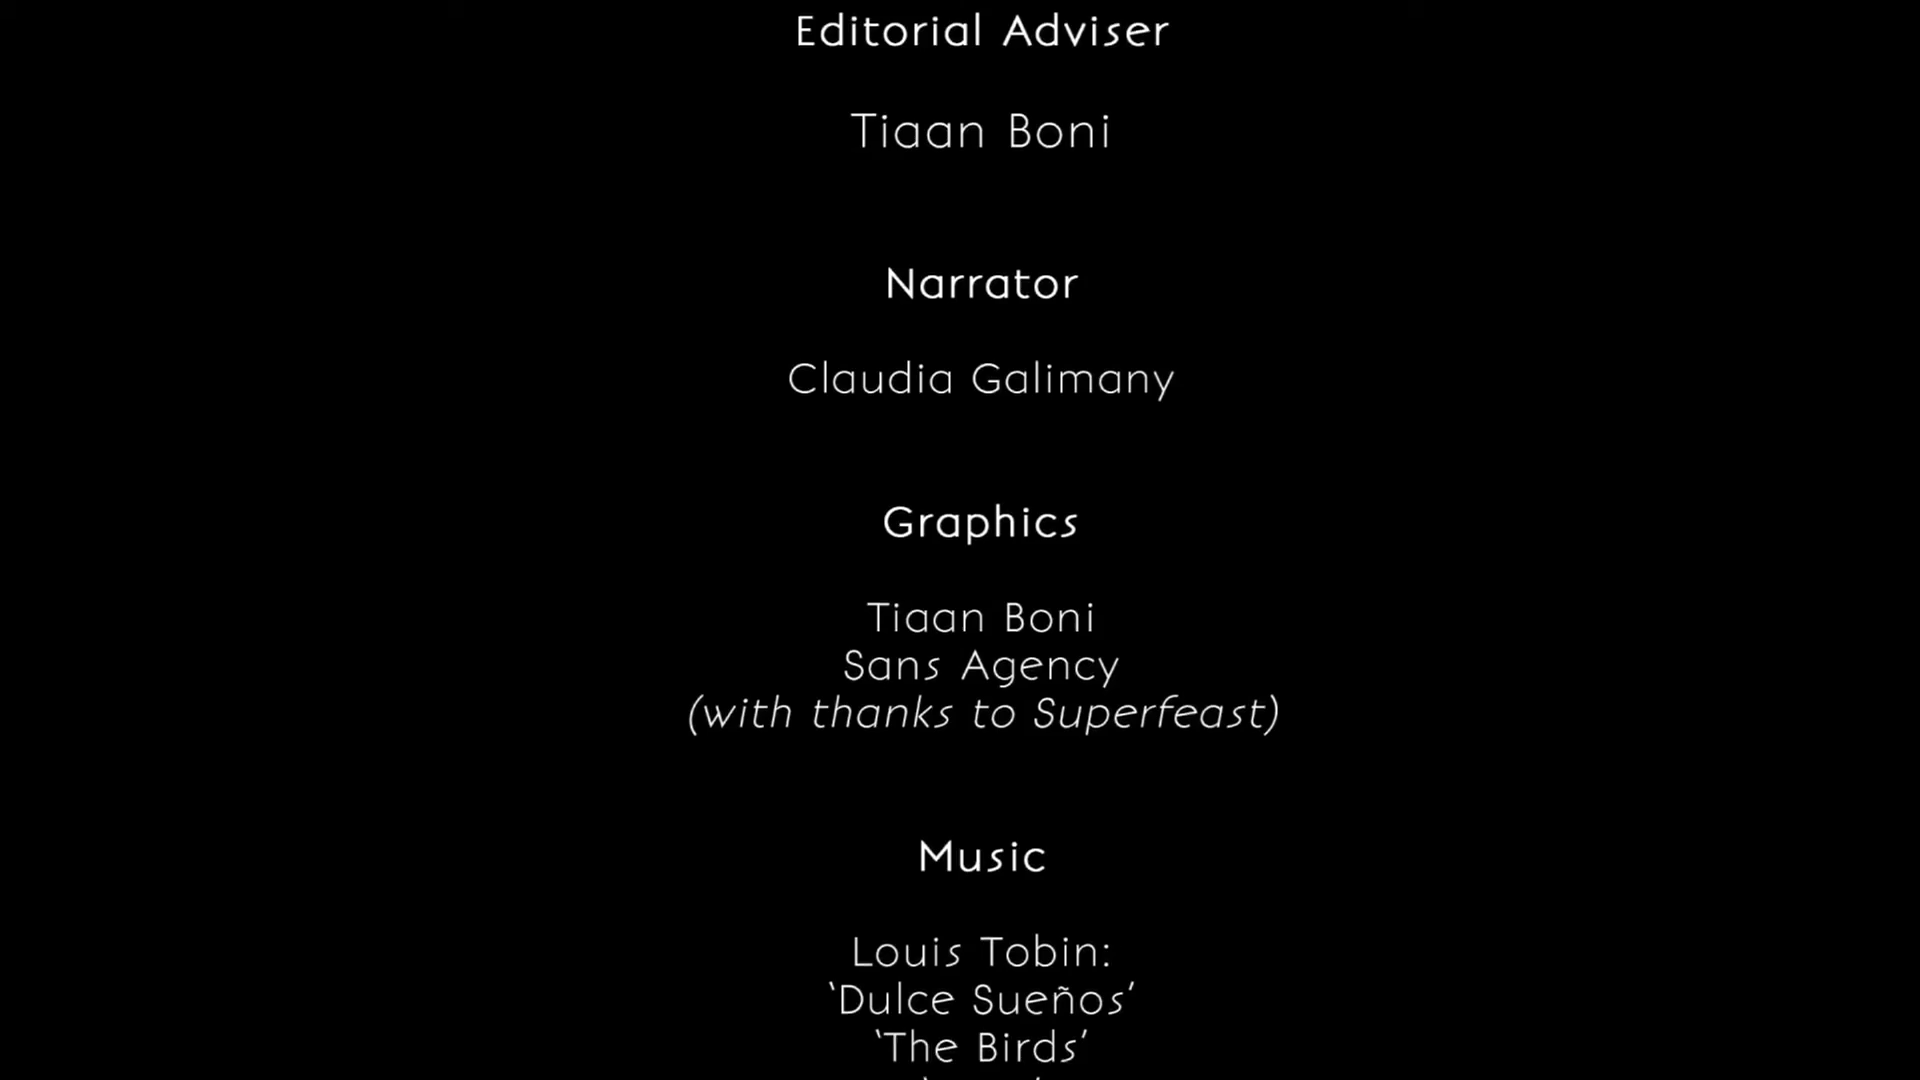 Editorial Adviser
Tiaan Boni
Narrator
Claudia Galimany
Graphics
Tiaan Boni
Sans Agency
(with thanks to Superfeast)
Music
Louis Tobin:
‘Dulce Sueños’
‘The Birds’